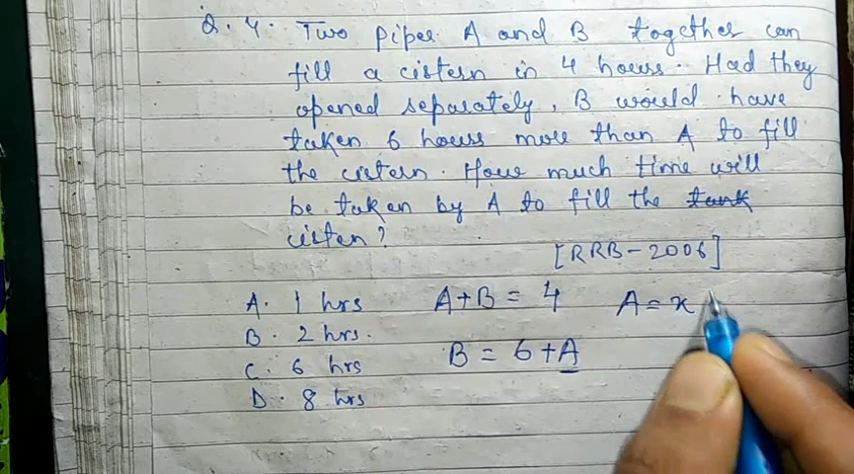 Q. 4. Two pipes A and B together can
fill a cistern in 4 hours. Had they
opened separately, B would have
taken 6 hours more than A to fill
the cistern. How much time will
be taken by A to fill the tank
cistern?
[RRB-2006]
A. 1 hrs
B. 2 hrs.
C. 6 hrs
D. 8 hrs
A+B = 4
B = 6+A
A = x